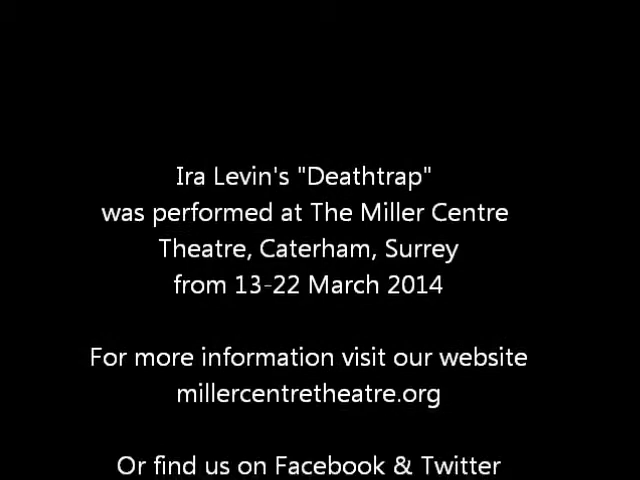 Ira Levin's "Deathtrap"
was performed at The Miller Centre
Theatre, Caterham, Surrey
from 13-22 March 2014
For more information visit our website
millercentretheatre.org
Or find us on Facebook & Twitter